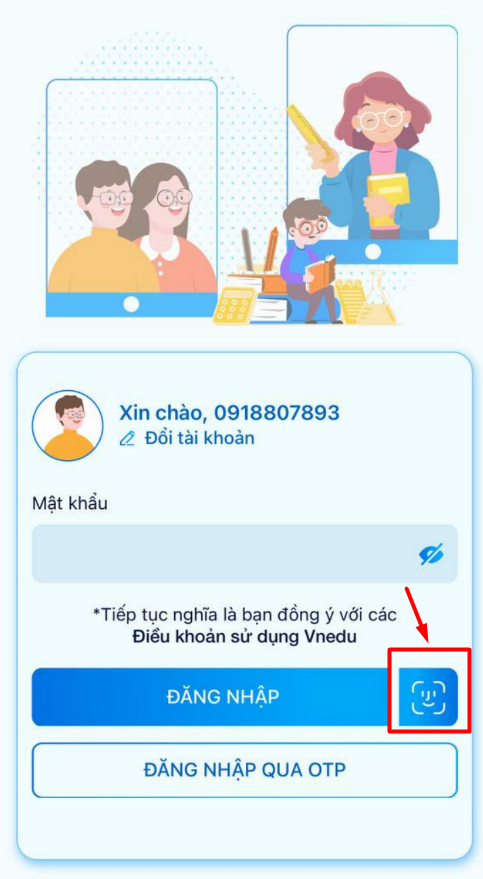 Xin chào, 0918807893
Đổi tài khoản
Mật khẩu
*Tiếp tục nghĩa là bạn đồng ý với các
Điều khoản sử dụng Vnedu
ĐĂNG NHẬP
ĐĂNG NHẬP QUA OTP